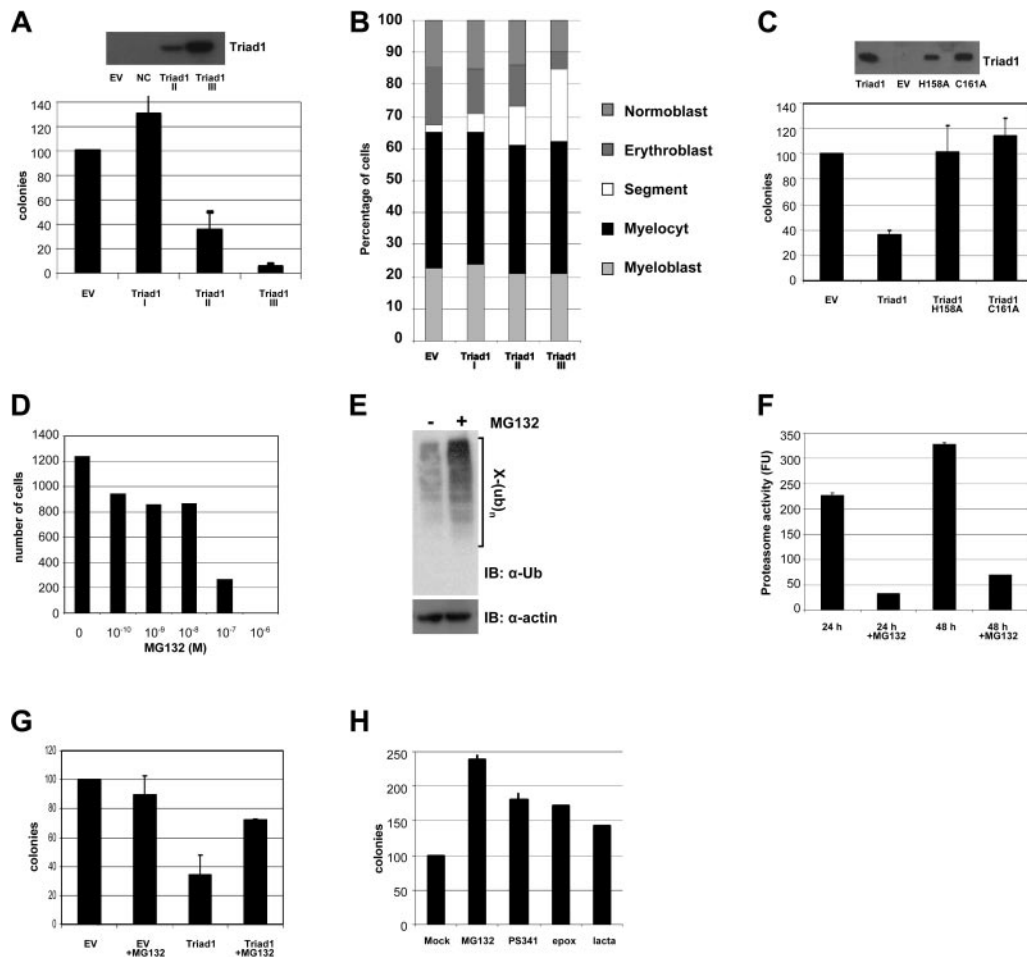 A
Triad1
EV NC Triad1 II Triad1 III
colonies
140
120
100
80
60
40
20
0
EV Triad1 I Triad1 II Triad1 III
B
Percentage of cells
100
90
80
70
60
50
40
30
20
10
0
EV Triad1 I Triad1 II Triad1 III
Normoblast
Erythroblast
Segment
Myelocyt
Myeloblast
C
Triad1
Triad1 EV H158A C161A
colonies
140
120
100
80
60
40
20
0
EV Triad1 Triad1 H158A Triad1 C161A
D
number of cells
1400
1200
1000
800
600
400
200
0
0 10⁻¹⁰ 10⁻⁹ 10⁻⁸ 10⁻⁷ 10⁻⁶
MG132 (M)
E
- + MG132
X-(ub)n
IB: α-Ub
IB: α-actin
F
Proteasome activity (FU)
350
300
250
200
150
100
50
0
24 h 24 h +MG132 48 h 48 h +MG132
G
colonies
120
100
80
60
40
20
0
EV EV +MG132 Triad1 Triad1 +MG132
H
colonies
250
200
150
100
50
0
Mock MG132 PS341 epox lacta